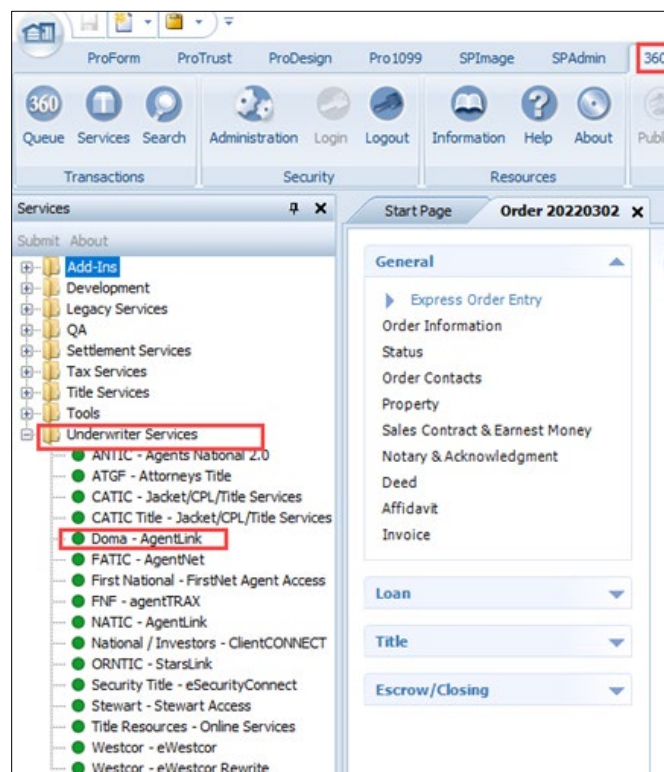 ProForm ProTrust ProDesign Pro1099 SPImage SPAdmin 360
360
Queue Services Search Administration Login Logout Information Help About
Transactions Security Resources
Services
Submit About
Add-Ins
Development
Legacy Services
QA
Settlement Services
Tax Services
Title Services
Tools
Underwriter Services
ANTIC - Agents National 2.0
ATGF - Attorneys Title
CATIC - Jacket/CPL/Title Services
CATIC Title - Jacket/CPL/Title Services
Doma - AgentLink
FATIC - AgentNet
First National - FirstNet Agent Access
FNF - agentTRAX
NATIC - AgentLink
National / Investors - ClientCONNECT
ORNTIC - StarsLink
Security Title - eSecurityConnect
Stewart - Stewart Access
Title Resources - Online Services
Westcor - eWestcor
Westcor - eWestcor Rewrite
Start Page Order 20220302
General
Express Order Entry
Order Information
Status
Order Contacts
Property
Sales Contract & Earnest Money
Notary & Acknowledgment
Deed
Affidavit
Invoice
Loan
Title
Escrow/Closing